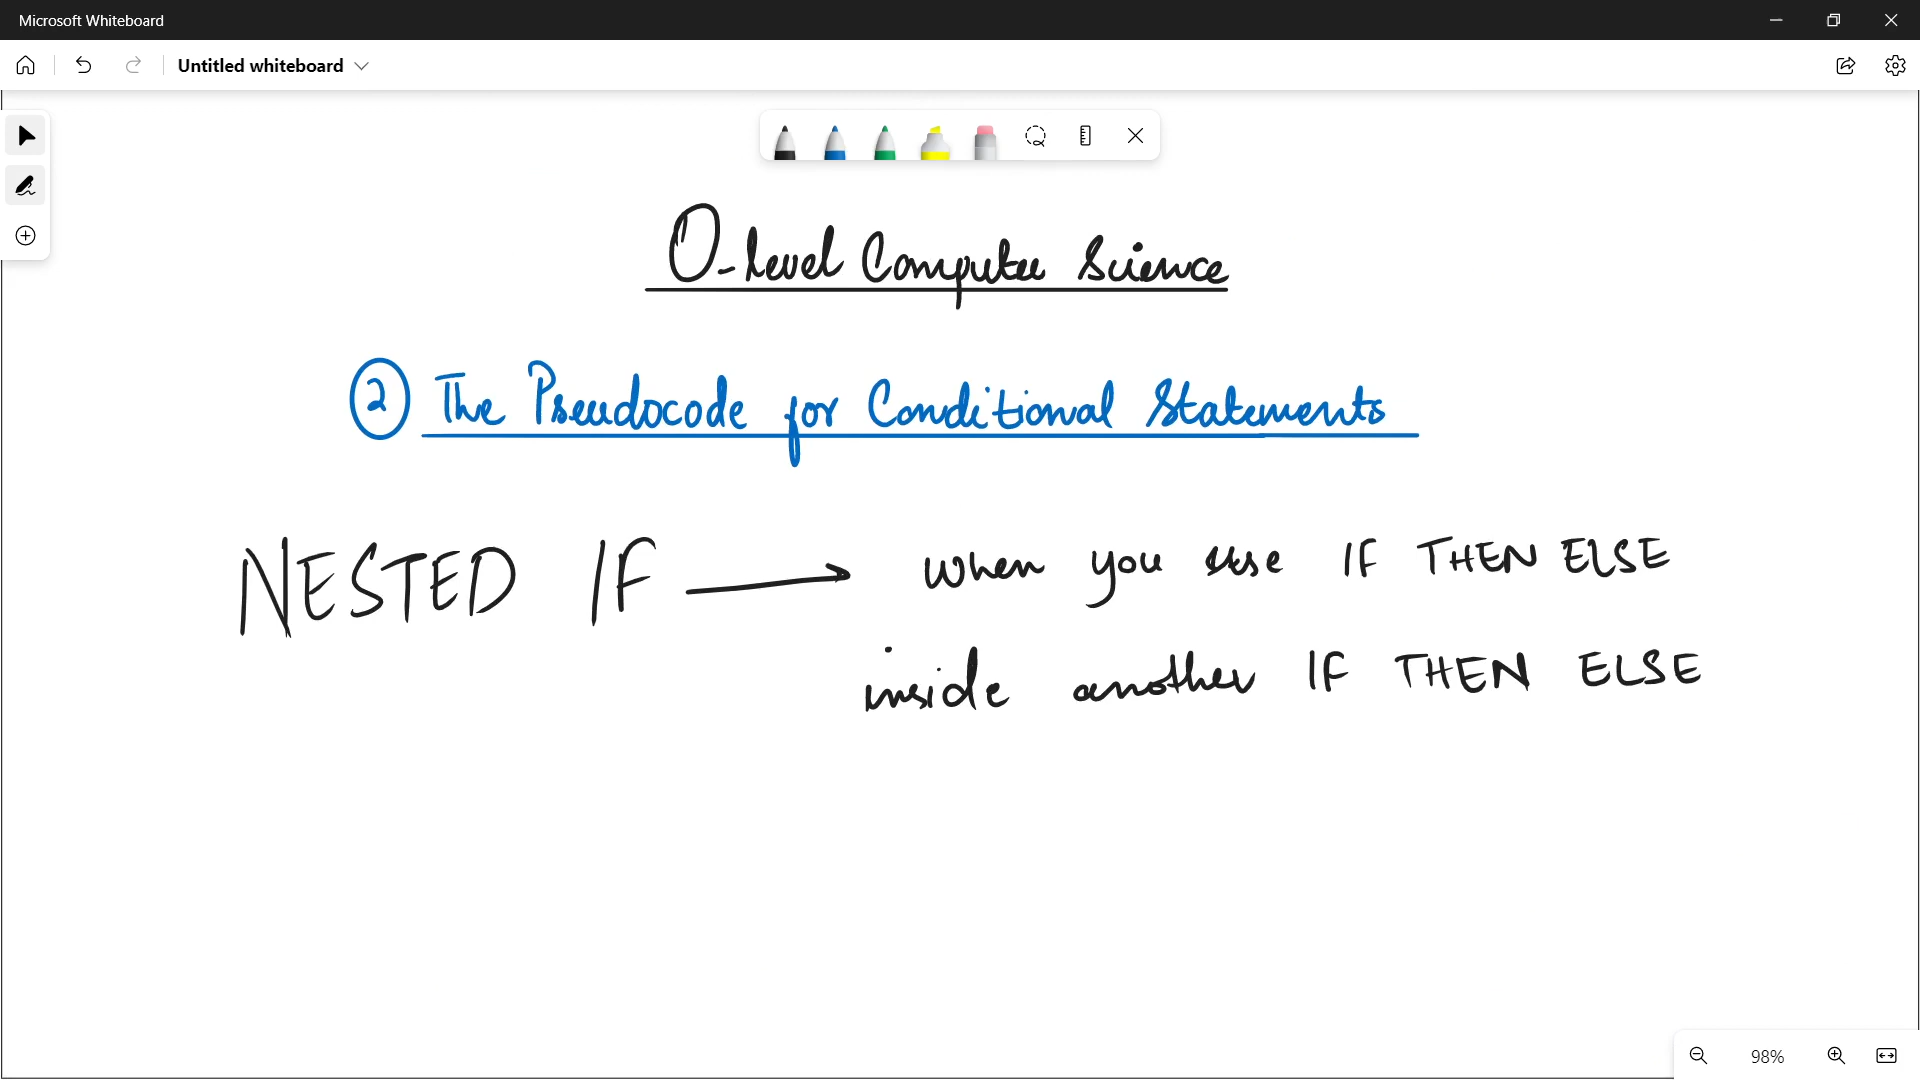 Microsoft Whiteboard
Untitled whiteboard
O-level Computer Science
2 The Pseudocode for Conditional Statements
NESTED IF → when you use IF THEN ELSE
inside another IF THEN ELSE
98%